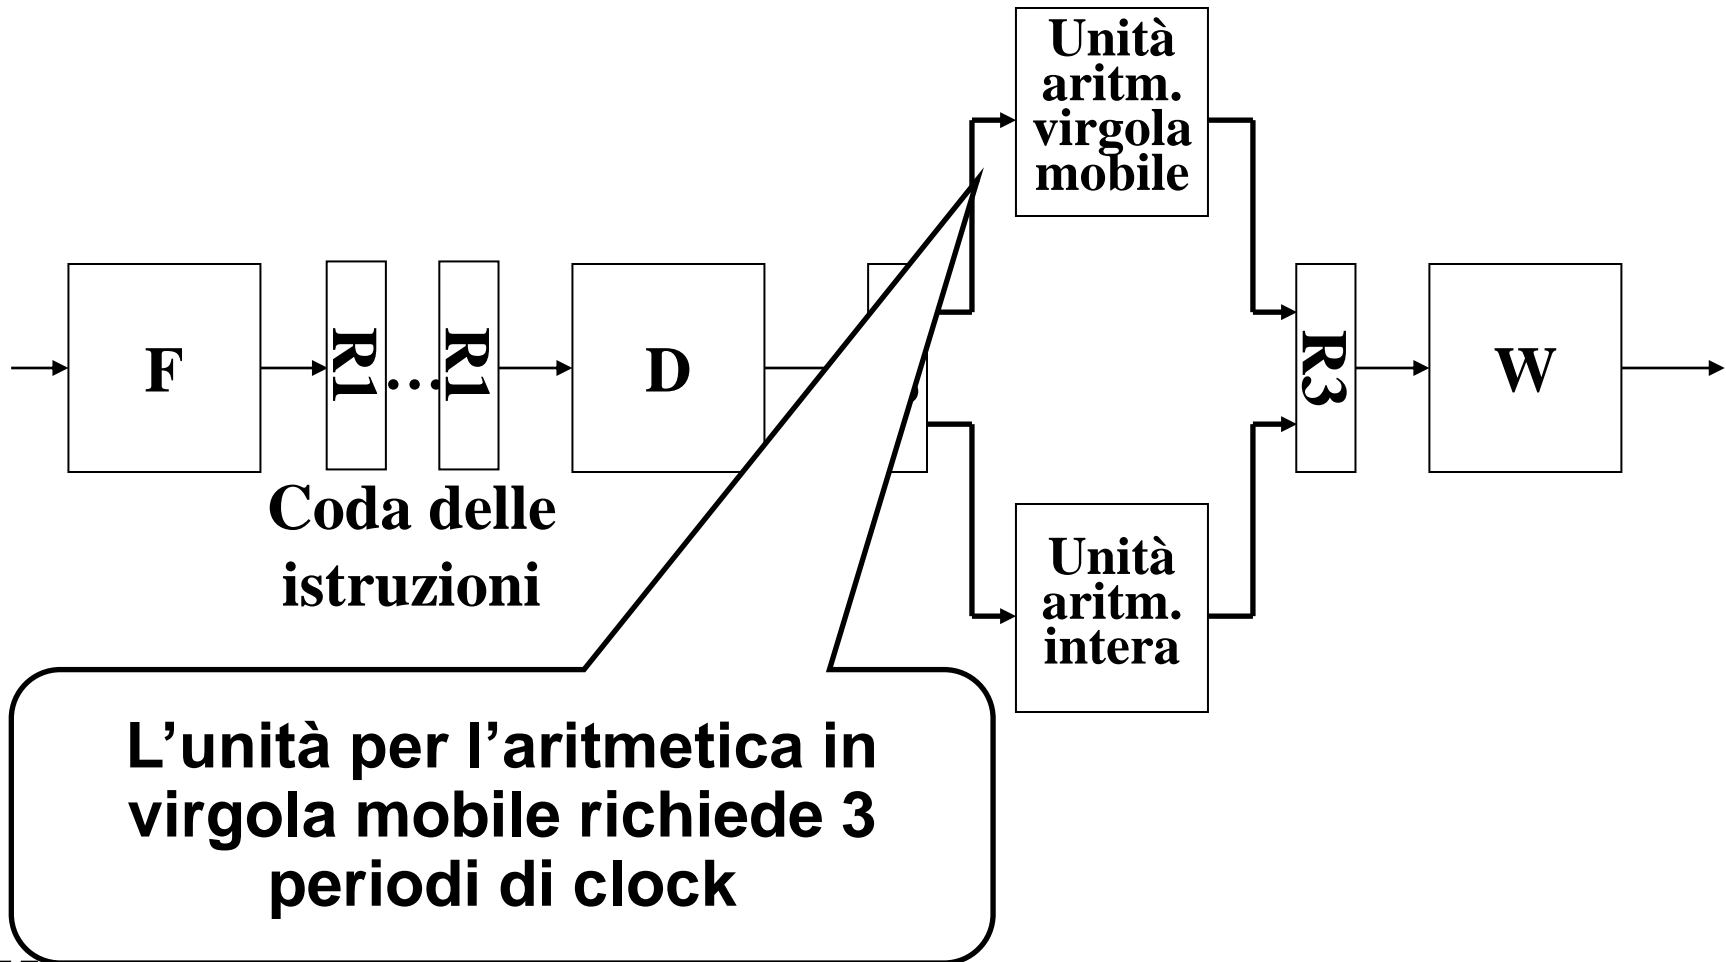 Unità
aritm.
virgola
mobile
F
R1
...
R1
D
R3
W
Coda delle
istruzioni
Unità
aritm.
intera
L’unità per l’aritmetica in
virgola mobile richiede 3
periodi di clock